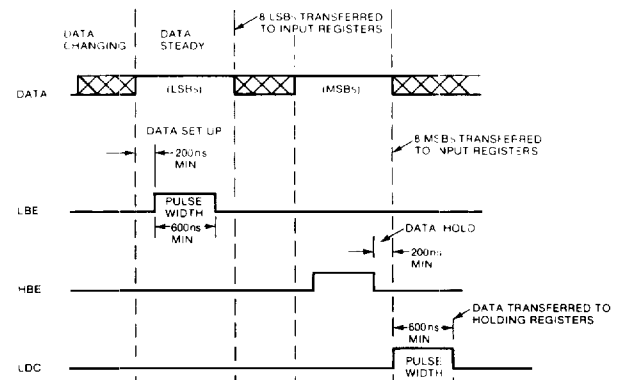 DATA
CHANGING
DATA
STEADY
8 LSBs TRANSFERRED
TO INPUT REGISTERS
DATA
(LSBs)
(MSBs)
DATA SET UP
200ns
MIN
8 MSBs TRANSFERRED
TO INPUT REGISTERS
LBE
PULSE
WIDTH
600ns
MIN
DATA HOLD
200ns
MIN
HBE
DATA TRANSFERRED TO
HOLDING REGISTERS
600ns
MIN
LDC
PULSE
WIDTH